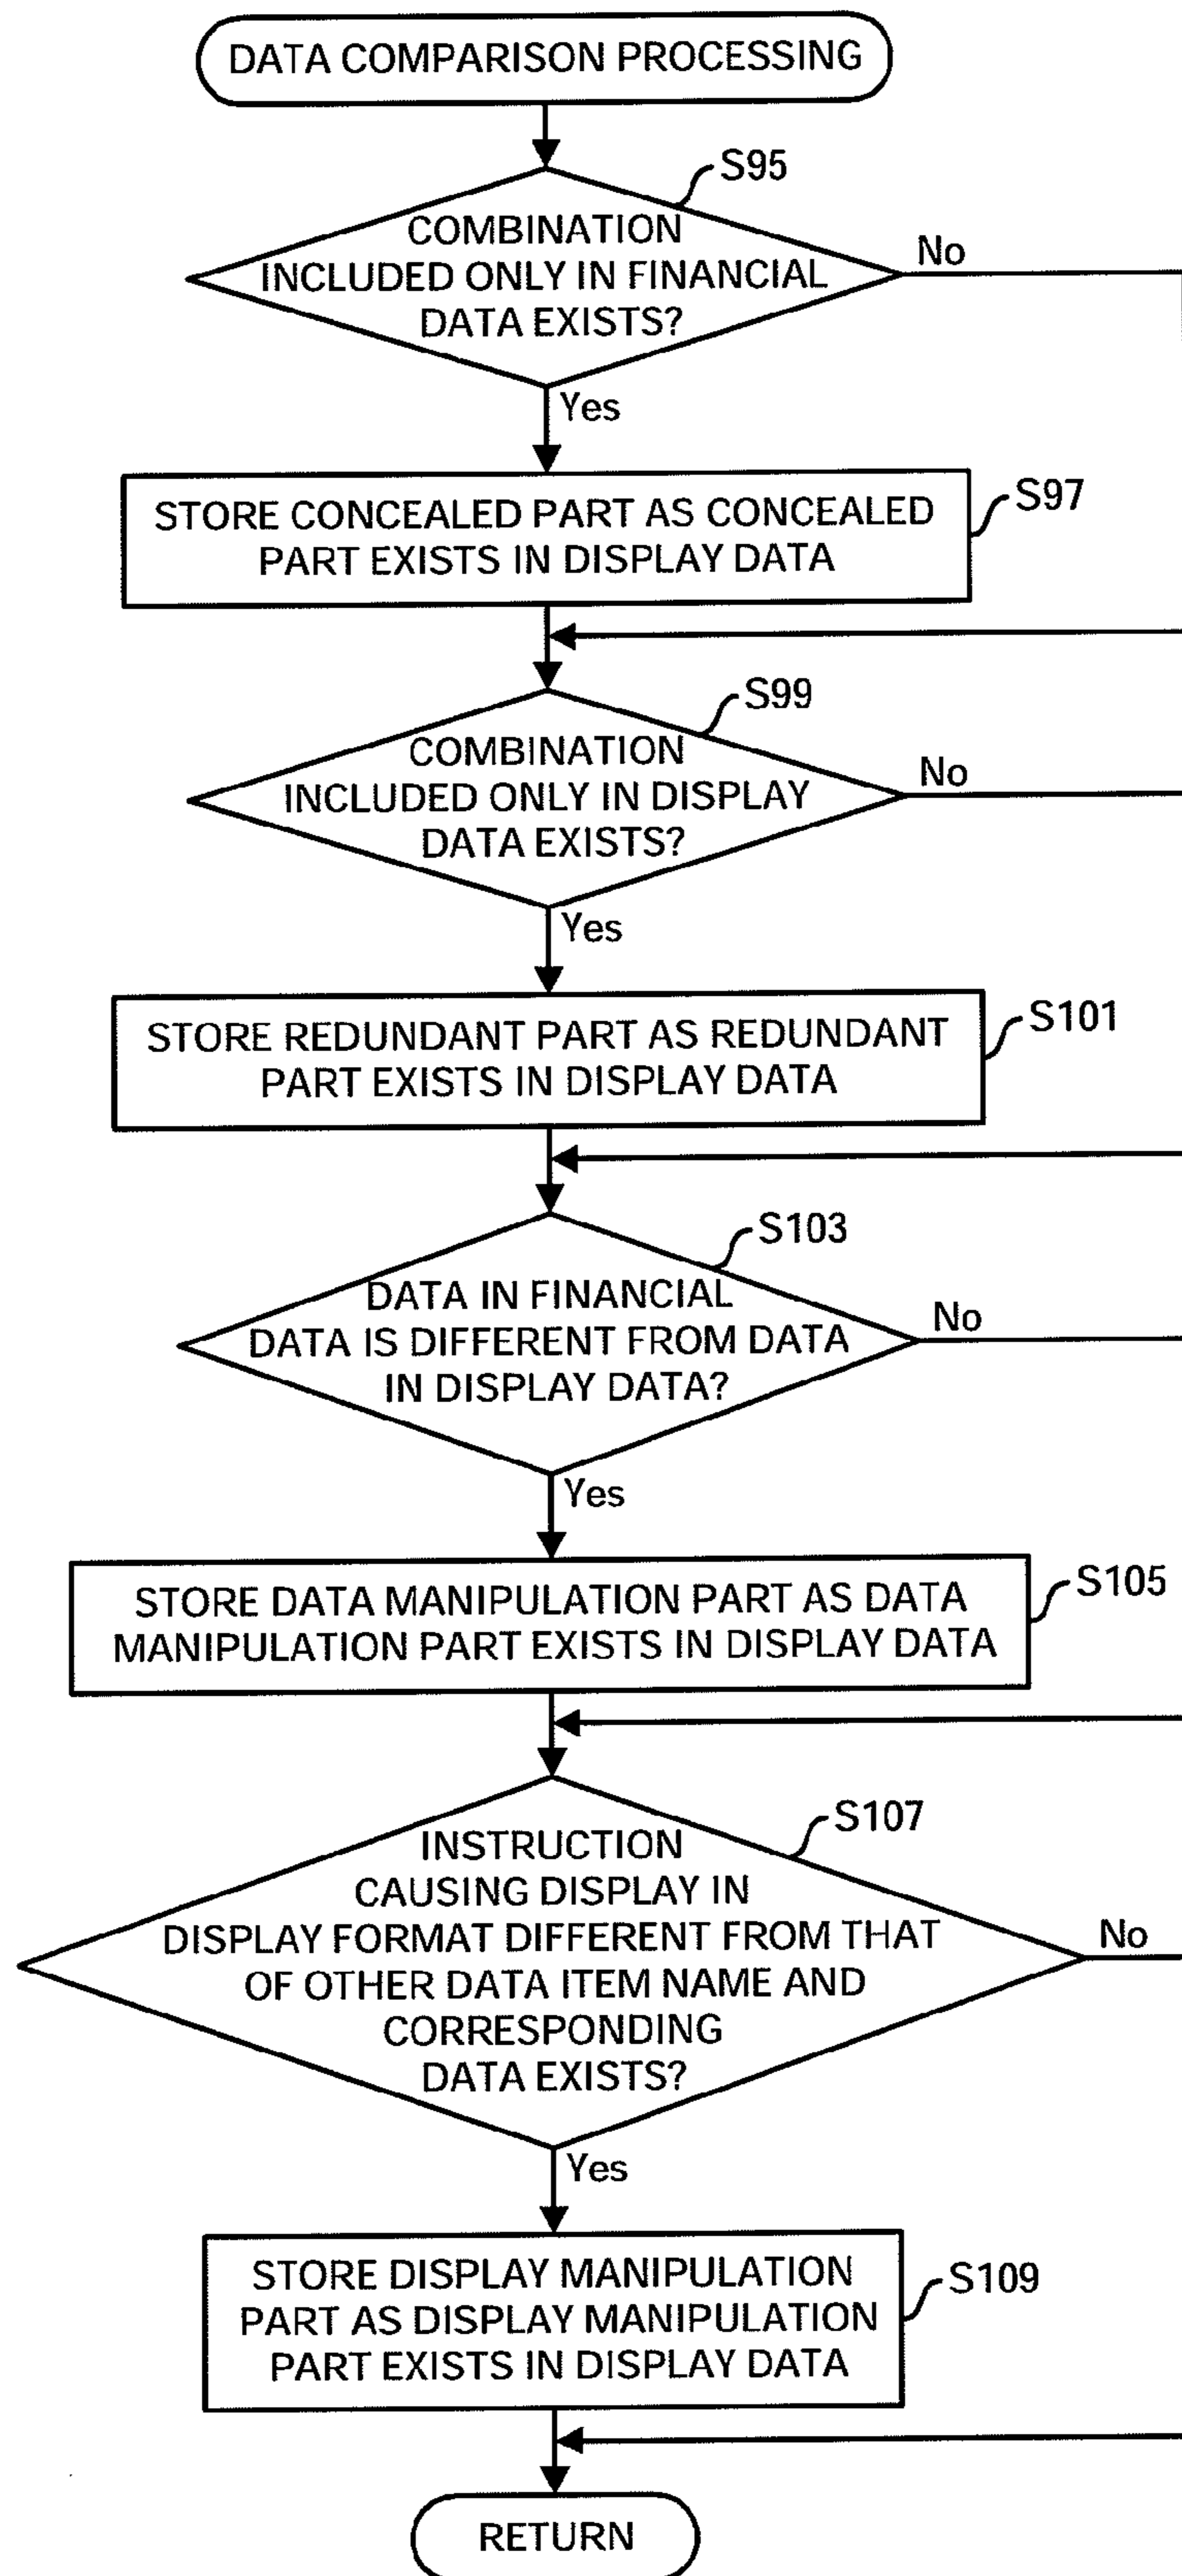 DATA COMPARISON PROCESSING
S95
COMBINATION
INCLUDED ONLY IN FINANCIAL
DATA EXISTS?
No
Yes
S97
STORE CONCEALED PART AS CONCEALED
PART EXISTS IN DISPLAY DATA
S99
COMBINATION
INCLUDED ONLY IN DISPLAY
DATA EXISTS?
No
Yes
S101
STORE REDUNDANT PART AS REDUNDANT
PART EXISTS IN DISPLAY DATA
S103
DATA IN FINANCIAL
DATA IS DIFFERENT FROM DATA
IN DISPLAY DATA?
No
Yes
S105
STORE DATA MANIPULATION PART AS DATA
MANIPULATION PART EXISTS IN DISPLAY DATA
S107
INSTRUCTION
CAUSING DISPLAY IN
DISPLAY FORMAT DIFFERENT FROM THAT
OF OTHER DATA ITEM NAME AND
CORRESPONDING
DATA EXISTS?
No
Yes
S109
STORE DISPLAY MANIPULATION
PART AS DISPLAY MANIPULATION
PART EXISTS IN DISPLAY DATA
RETURN